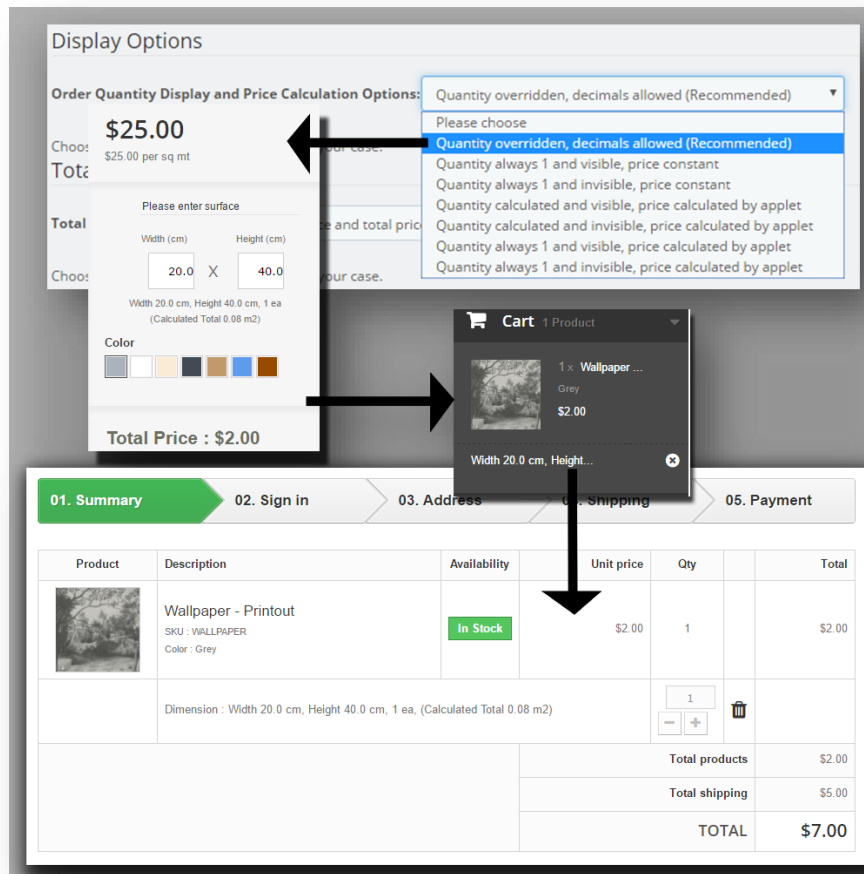 Display Options
Order Quantity Display and Price Calculation Options:
Quantity overridden, decimals allowed (Recommended)
Please choose
Quantity overridden, decimals allowed (Recommended)
Quantity always 1 and visible, price constant
Quantity always 1 and invisible, price constant
Quantity calculated and visible, price calculated by applet
Quantity calculated and invisible, price calculated by applet
Quantity always 1 and visible, price calculated by applet
Quantity always 1 and invisible, price calculated by applet
Total
e and total
your case.
$25.00
$25.00 per sq mt
Please enter surface
Width (cm) Height (cm)
20.0 X 40.0
Width 20.0 cm, Height 40.0 cm, 1 ea
(Calculated Total 0.08 m2)
Color
Total Price : $2.00
Cart 1 Product
1 x Wallpaper ...
Grey
$2.00
Width 20.0 cm, Height...
01. Summary 02. Sign in 03. Address Shipping 05. Payment
Product Description Availability Unit price Qty Total
Wallpaper - Printout
SKU : WALLPAPER
Color : Grey
In Stock $2.00 1 $2.00
Dimension : Width 20.0 cm, Height 40.0 cm, 1 ea, (Calculated Total 0.08 m2)
1
Total products $2.00
Total shipping $5.00
TOTAL $7.00